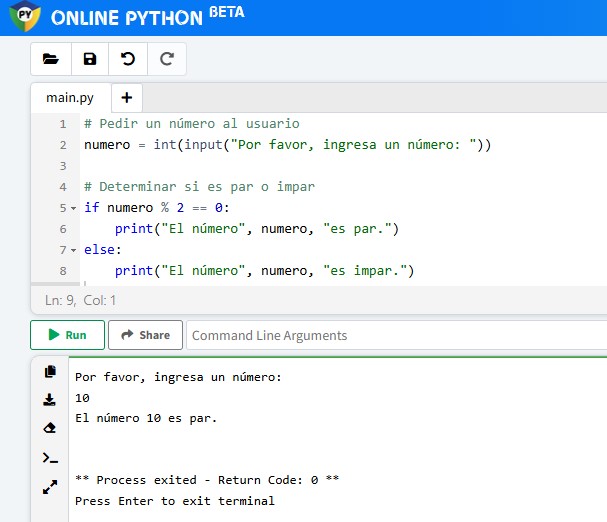 PY ONLINE PYTHON BETA
main.py +
1 # Pedir un número al usuario
2 numero = int(input("Por favor, ingresa un número: "))
3
4 # Determinar si es par o impar
5 if numero % 2 == 0:
6     print("El número", numero, "es par.")
7 else:
8     print("El número", numero, "es impar.")
Ln: 9, Col: 1
Run Share Command Line Arguments
Por favor, ingresa un número:
10
El número 10 es par.
** Process exited - Return Code: 0 **
Press Enter to exit terminal